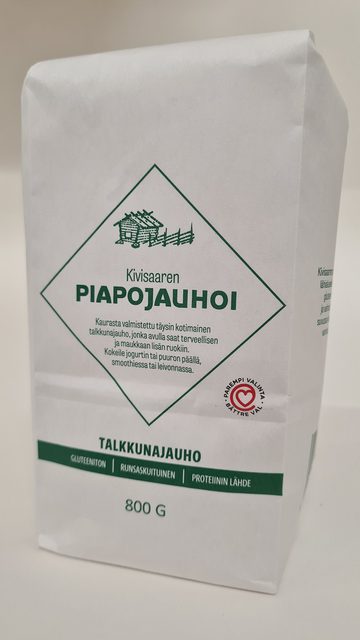 Kivisaaren
PIAPOJAUHOI
Kaurasta valmistettu täysin kotimainen
talkkunajauho, jonka avulla saat terveellisen
ja maukkaan lisän ruokiin.
Kokeile jogurtin tai puuron päällä,
smoothiessa tai leivonnassa.
PAREMPI VALINTA
BÄTTRE VAL
TALKKUNAJAUHO
GLUTEENITON | RUNSASKUITUINEN | PROTEIININ LÄHDE
800 G